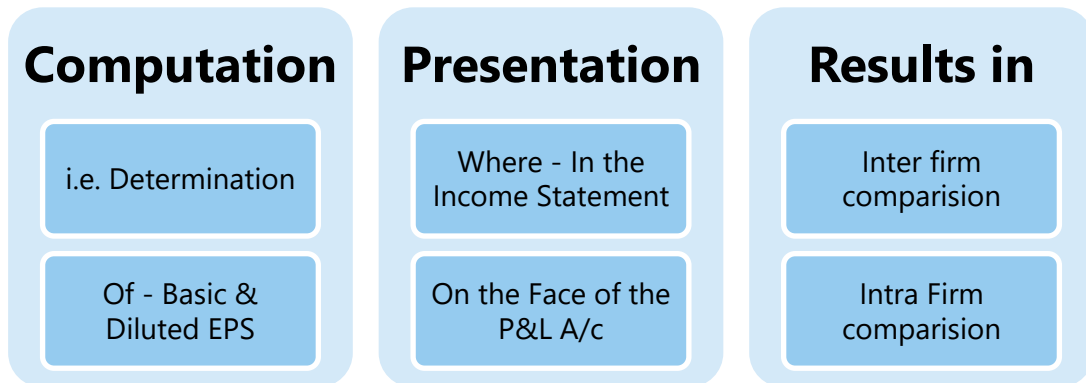 Computation
i.e. Determination
Of - Basic &
Diluted EPS
Presentation
Where - In the
Income Statement
On the Face of the
P&L A/c
Results in
Inter firm
comparision
Intra Firm
comparision